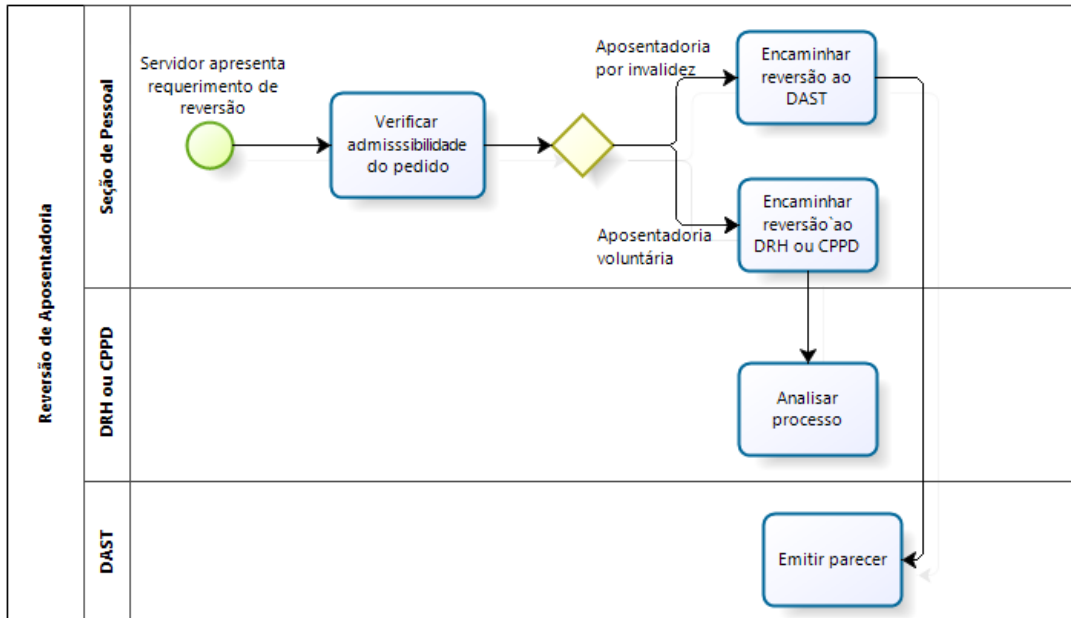 Reversão de Aposentadoria
Seção de Pessoal
Servidor apresenta
requerimento de
reversão
Verificar
admisssibilidade
do pedido
Aposentadoria
por invalidez
Encaminhar
reversão ao
DAST
Aposentadoria
voluntária
Encaminhar
reversão`ao
DRH ou CPPD
DRH ou CPPD
Analisar
processo
DAST
Emitir parecer